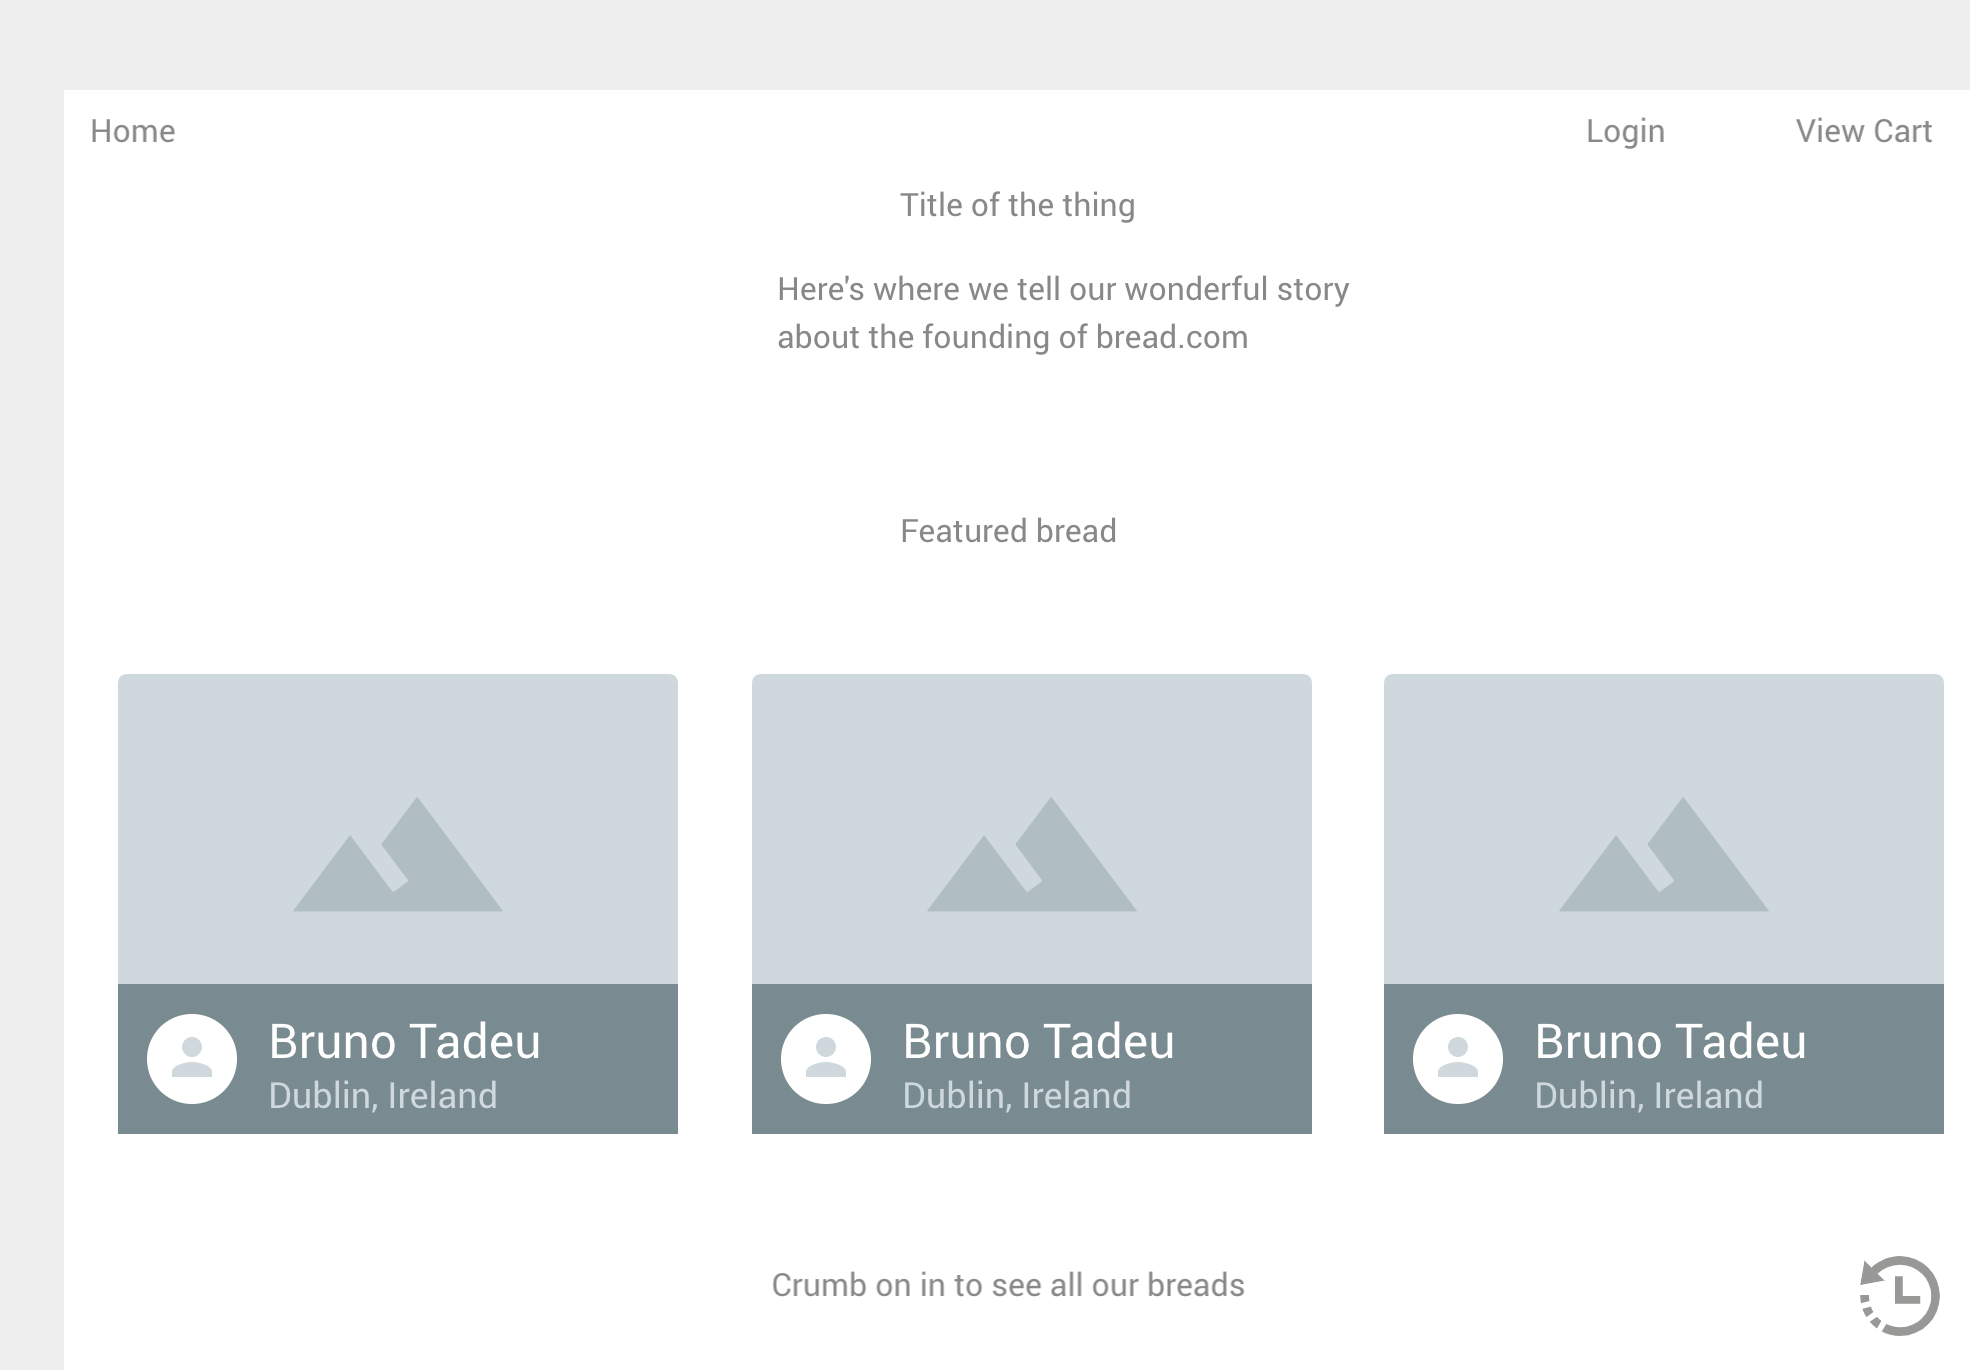 Home
Login
View Cart
Title of the thing
Here's where we tell our wonderful story
about the founding of bread.com
Featured bread
Bruno Tadeu
Dublin, Ireland
Bruno Tadeu
Dublin, Ireland
Bruno Tadeu
Dublin, Ireland
Crumb on in to see all our breads